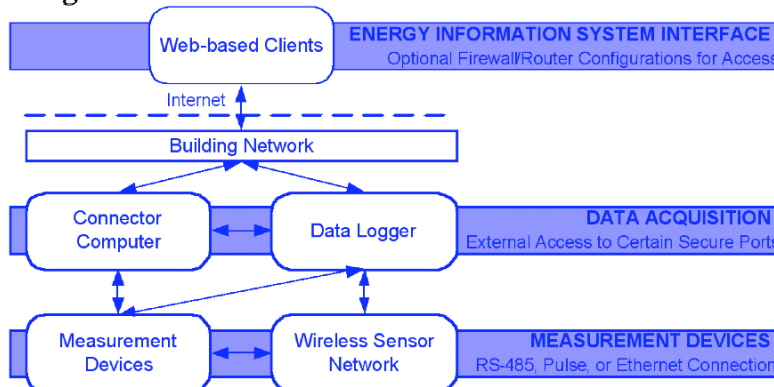 Web-based Clients
ENERGY INFORMATION SYSTEM INTERFACE
Optional Firewall/Router Configurations for Access
Internet
Building Network
Connector
Computer
Data Logger
DATA ACQUISITION
External Access to Certain Secure Ports
Measurement
Devices
Wireless Sensor
Network
MEASUREMENT DEVICES
RS-485, Pulse, or Ethernet Connection